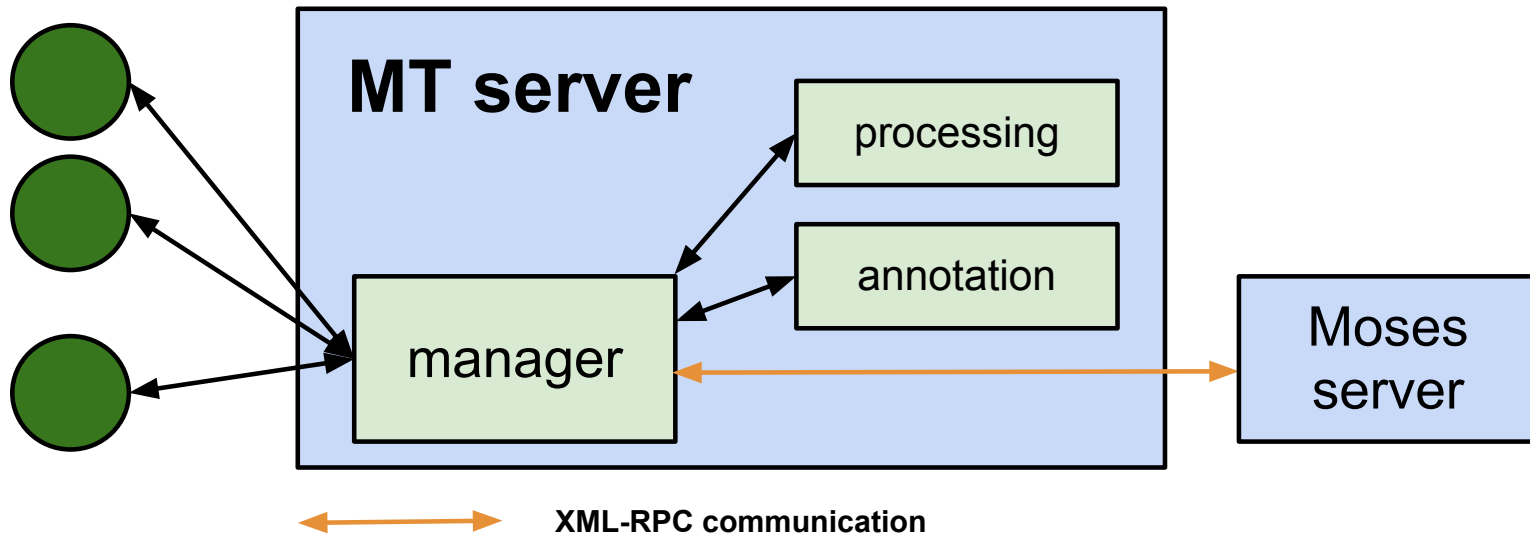 MT server
processing
annotation
manager
Moses
server
XML-RPC communication